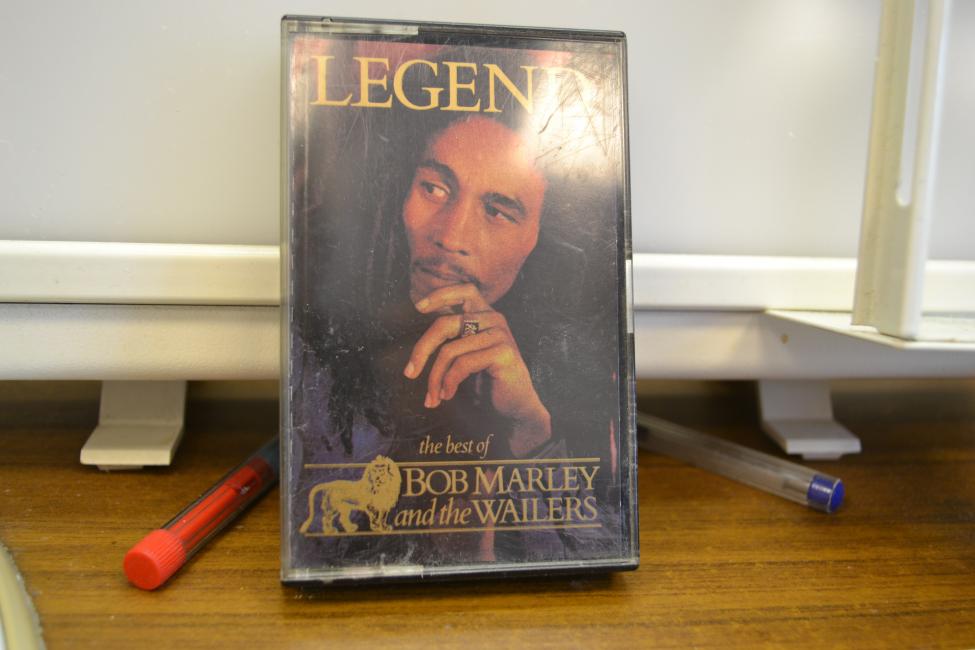 LEGEND
the best of
BOB MARLEY
and the WAILERS